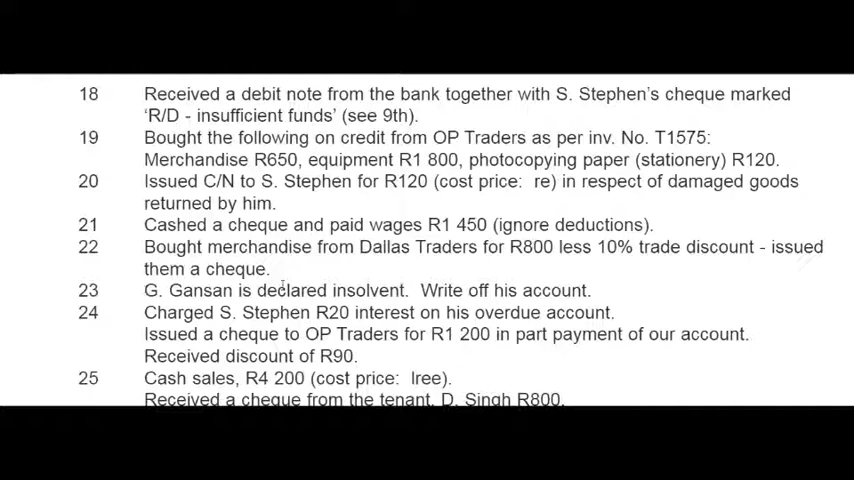 18 Received a debit note from the bank together with S. Stephen's cheque marked
'R/D - insufficient funds' (see 9th).
19 Bought the following on credit from OP Traders as per inv. No. T1575:
Merchandise R650, equipment R1 800, photocopying paper (stationery) R120.
20 Issued C/N to S. Stephen for R120 (cost price: re) in respect of damaged goods
returned by him.
21 Cashed a cheque and paid wages R1 450 (ignore deductions).
22 Bought merchandise from Dallas Traders for R800 less 10% trade discount - issued
them a cheque.
23 G. Gansan is declared insolvent. Write off his account.
24 Charged S. Stephen R20 interest on his overdue account.
Issued a cheque to OP Traders for R1 200 in part payment of our account.
Received discount of R90.
25 Cash sales, R4 200 (cost price: lree).
Received a cheque from the tenant, D. Singh R800.